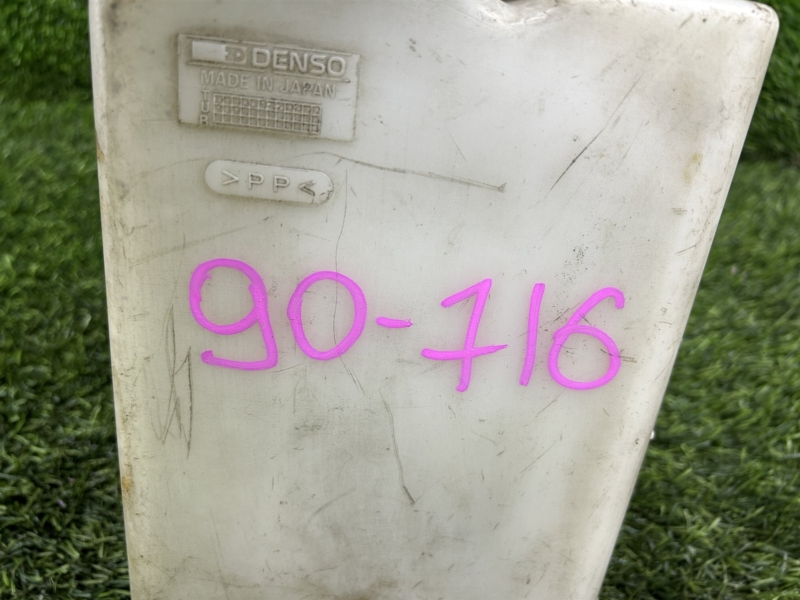 DENSO
MADE IN JAPAN
T
U
B
>PP<
90-716